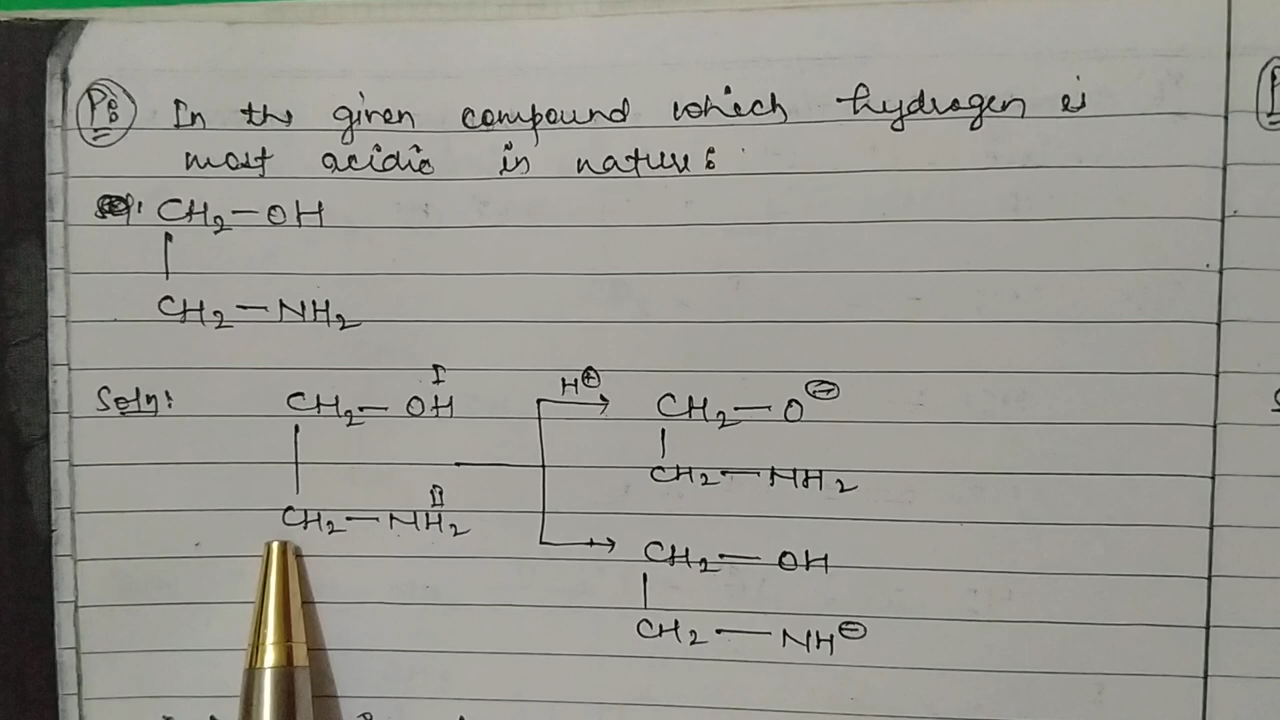 P8 In the given compound which hydrogen is
most acidic in nature:
CH2-OH
|
CH2-NH2
Soln: CH2-OH I H⊕ → CH2-O⊖
| |
CH2-NH2 II CH2-NH2
→ CH2-OH
|
CH2-NH⊖